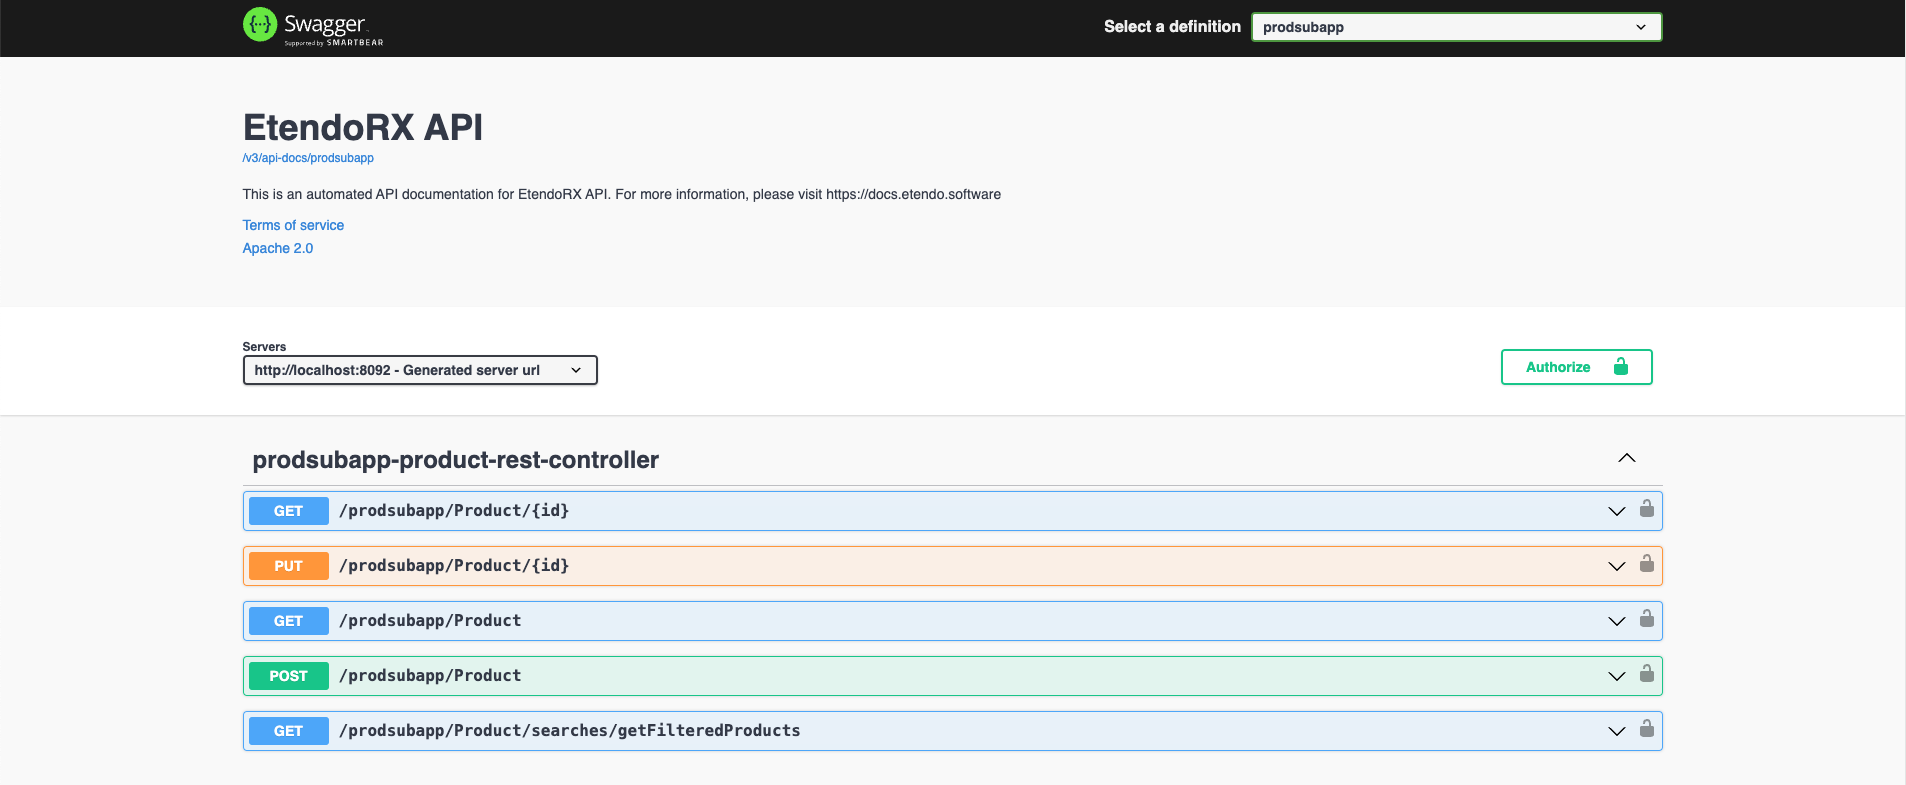 Swagger
Supported by SMARTBEAR
Select a definition
prodsubapp
EtendoRX API
/v3/api-docs/prodsubapp
This is an automated API documentation for EtendoRX API. For more information, please visit https://docs.etendo.software
Terms of service
Apache 2.0
Servers
http://localhost:8092 - Generated server url
Authorize
prodsubapp-product-rest-controller
GET /prodsubapp/Product/{id}
PUT /prodsubapp/Product/{id}
GET /prodsubapp/Product
POST /prodsubapp/Product
GET /prodsubapp/Product/searches/getFilteredProducts